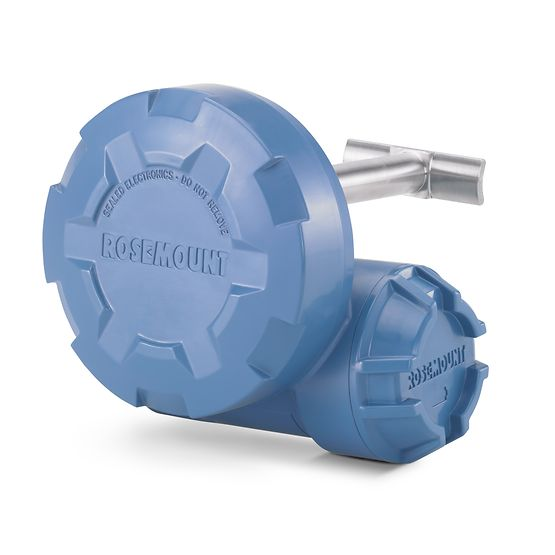 SEALED ELECTRONICS - DO NOT REMOVE
ROSEMOUNT
ROSEMOUNT